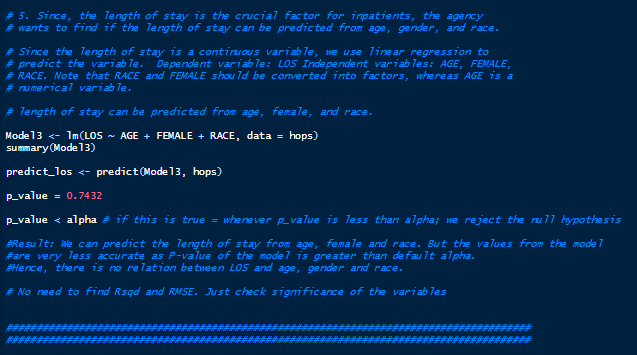 # 5. Since, the length of stay is the crucial factor for inpatients, the agency
# wants to find if the length of stay can be predicted from age, gender, and race.
# Since the length of stay is a continuous variable, we use linear regression to
# predict the variable.  Dependent variable: LOS Independent variables: AGE, FEMALE,
# RACE. Note that RACE and FEMALE should be converted into factors, whereas AGE is a
# numerical variable.
# length of stay can be predicted from age, female, and race.
Model3 <- lm(LOS ~ AGE + FEMALE + RACE, data = hops)
summary(Model3)
predict_los <- predict(Model3, hops)
p_value = 0.7432
p_value < alpha # if this is true = whenever p_value is less than alpha; we reject the null hypothesis
#Result: We can predict the length of stay from age, female and race. But the values from the model
#are very less accurate as P-value of the model is greater than default alpha.
#Hence, there is no relation between LOS and age, gender and race.
# No need to find Rsqd and RMSE. Just check significance of the variables
#######################################################################################
#######################################################################################